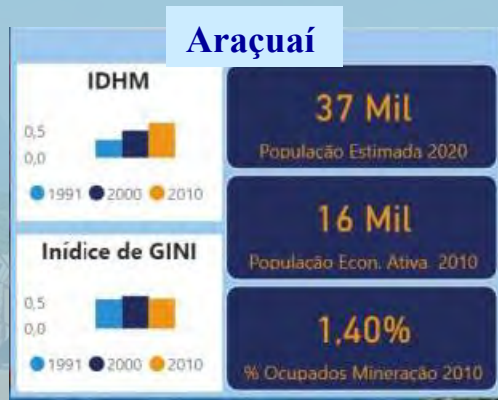 Araçuaí
IDHM
0,5
0,0
1991 2000 2010
Inídice de GINI
0,5
0,0
1991 2000 2010
37 Mil
População Estimada 2020
16 Mil
População Econ. Ativa 2010
1,40%
% Ocupados Mineração 2010